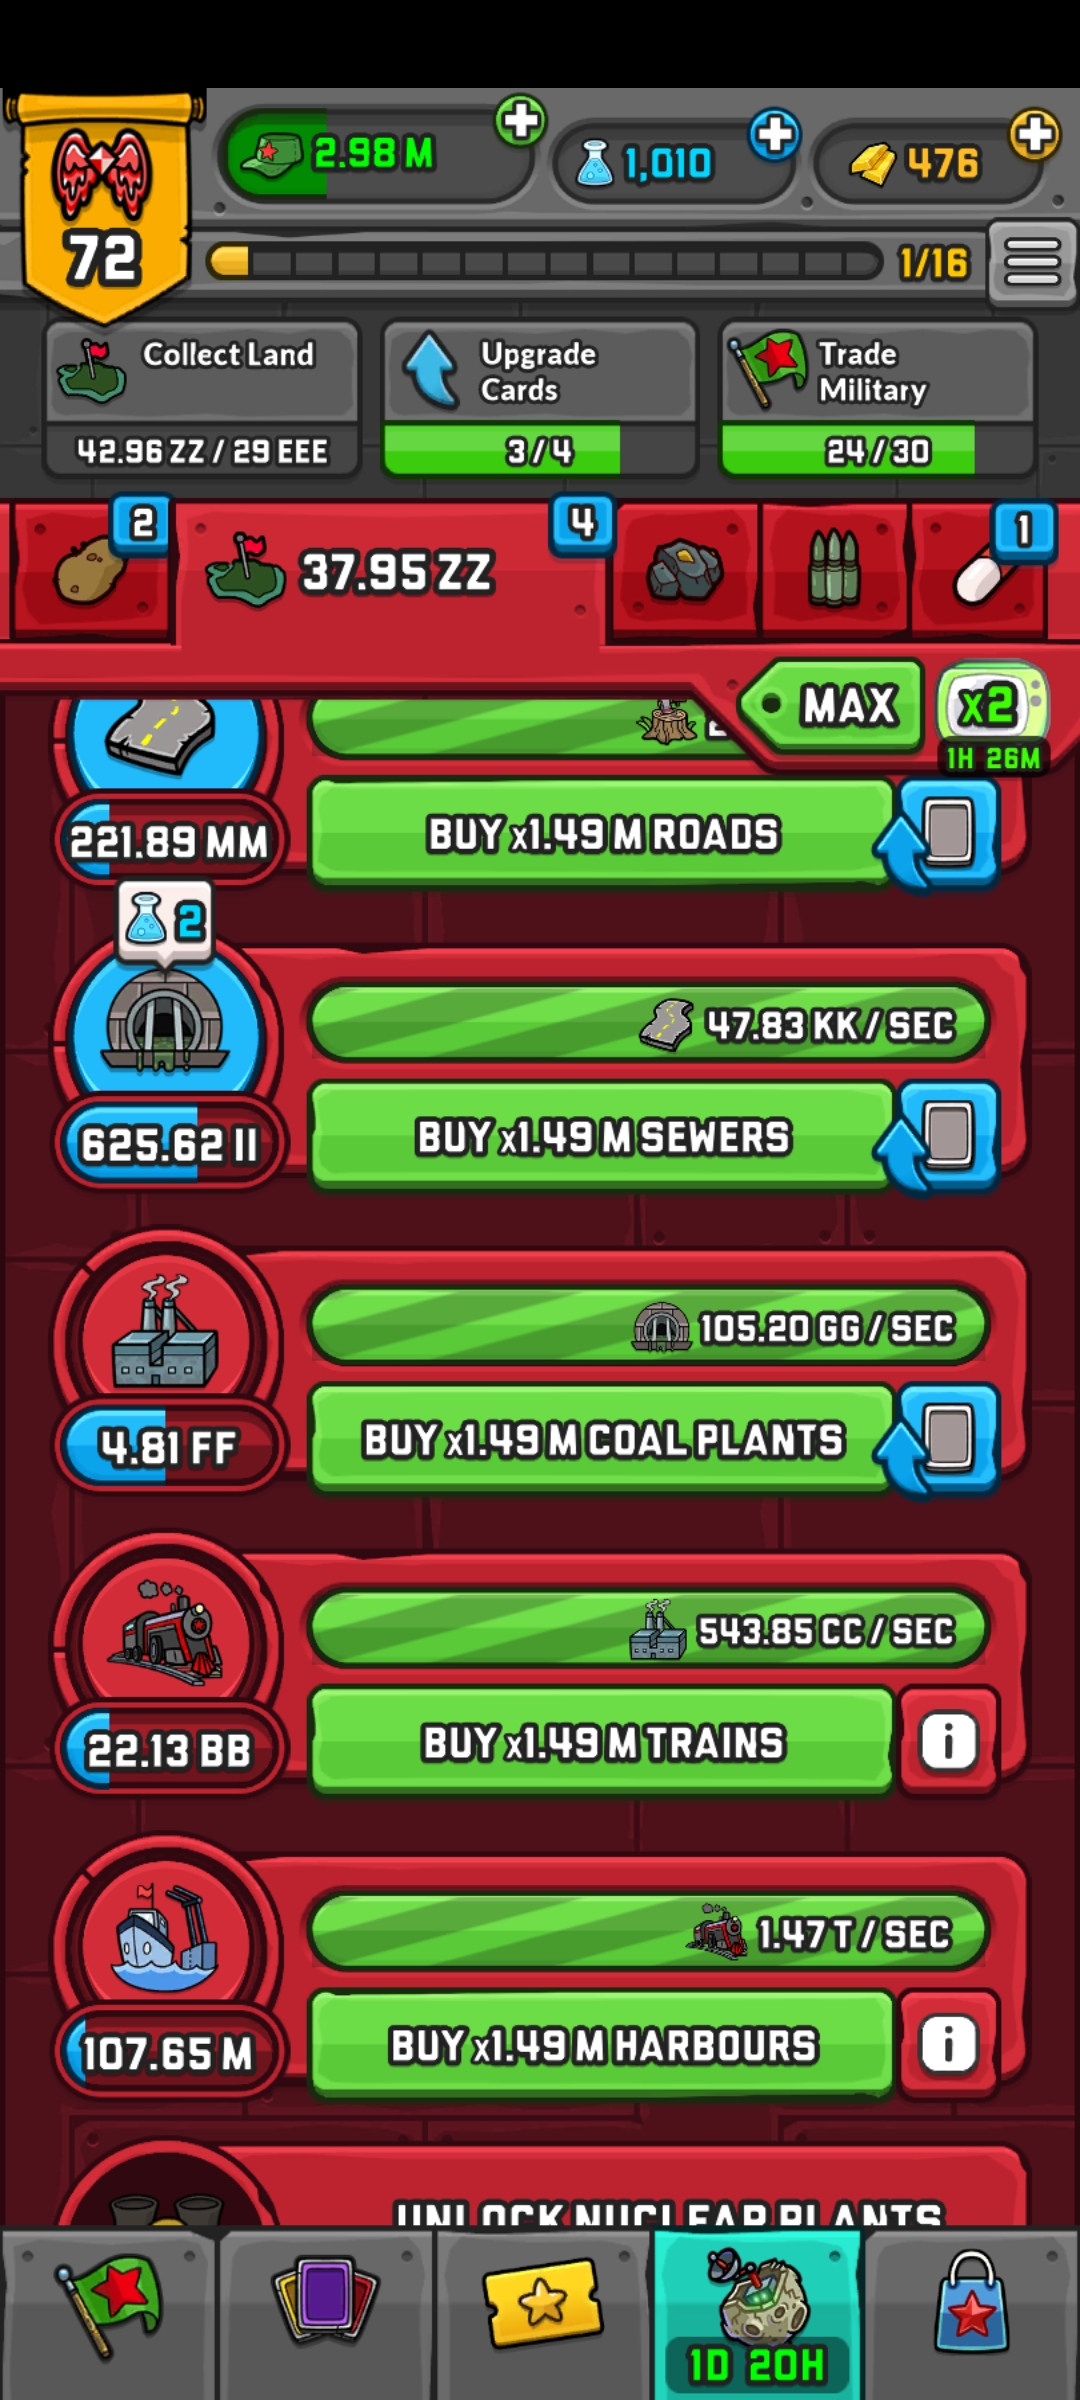 2.98 M
1,010
476
72
1/16
Collect Land
42.96 ZZ / 29 EEE
Upgrade
Cards
3/4
Trade
Military
24/30
2
37.95 ZZ
4
1
MAX
x2
1H 26M
221.89 MM
BUY x1.49 M ROADS
2
47.83 KK / SEC
625.62 II
BUY x1.49 M SEWERS
105.20 GG / SEC
4.81 FF
BUY x1.49 M COAL PLANTS
543.85 CC / SEC
22.13 BB
BUY x1.49 M TRAINS
i
1.47 T / SEC
107.65 M
BUY x1.49 M HARBOURS
i
UNLOCK NUCLEAR PLANTS
1D 20H